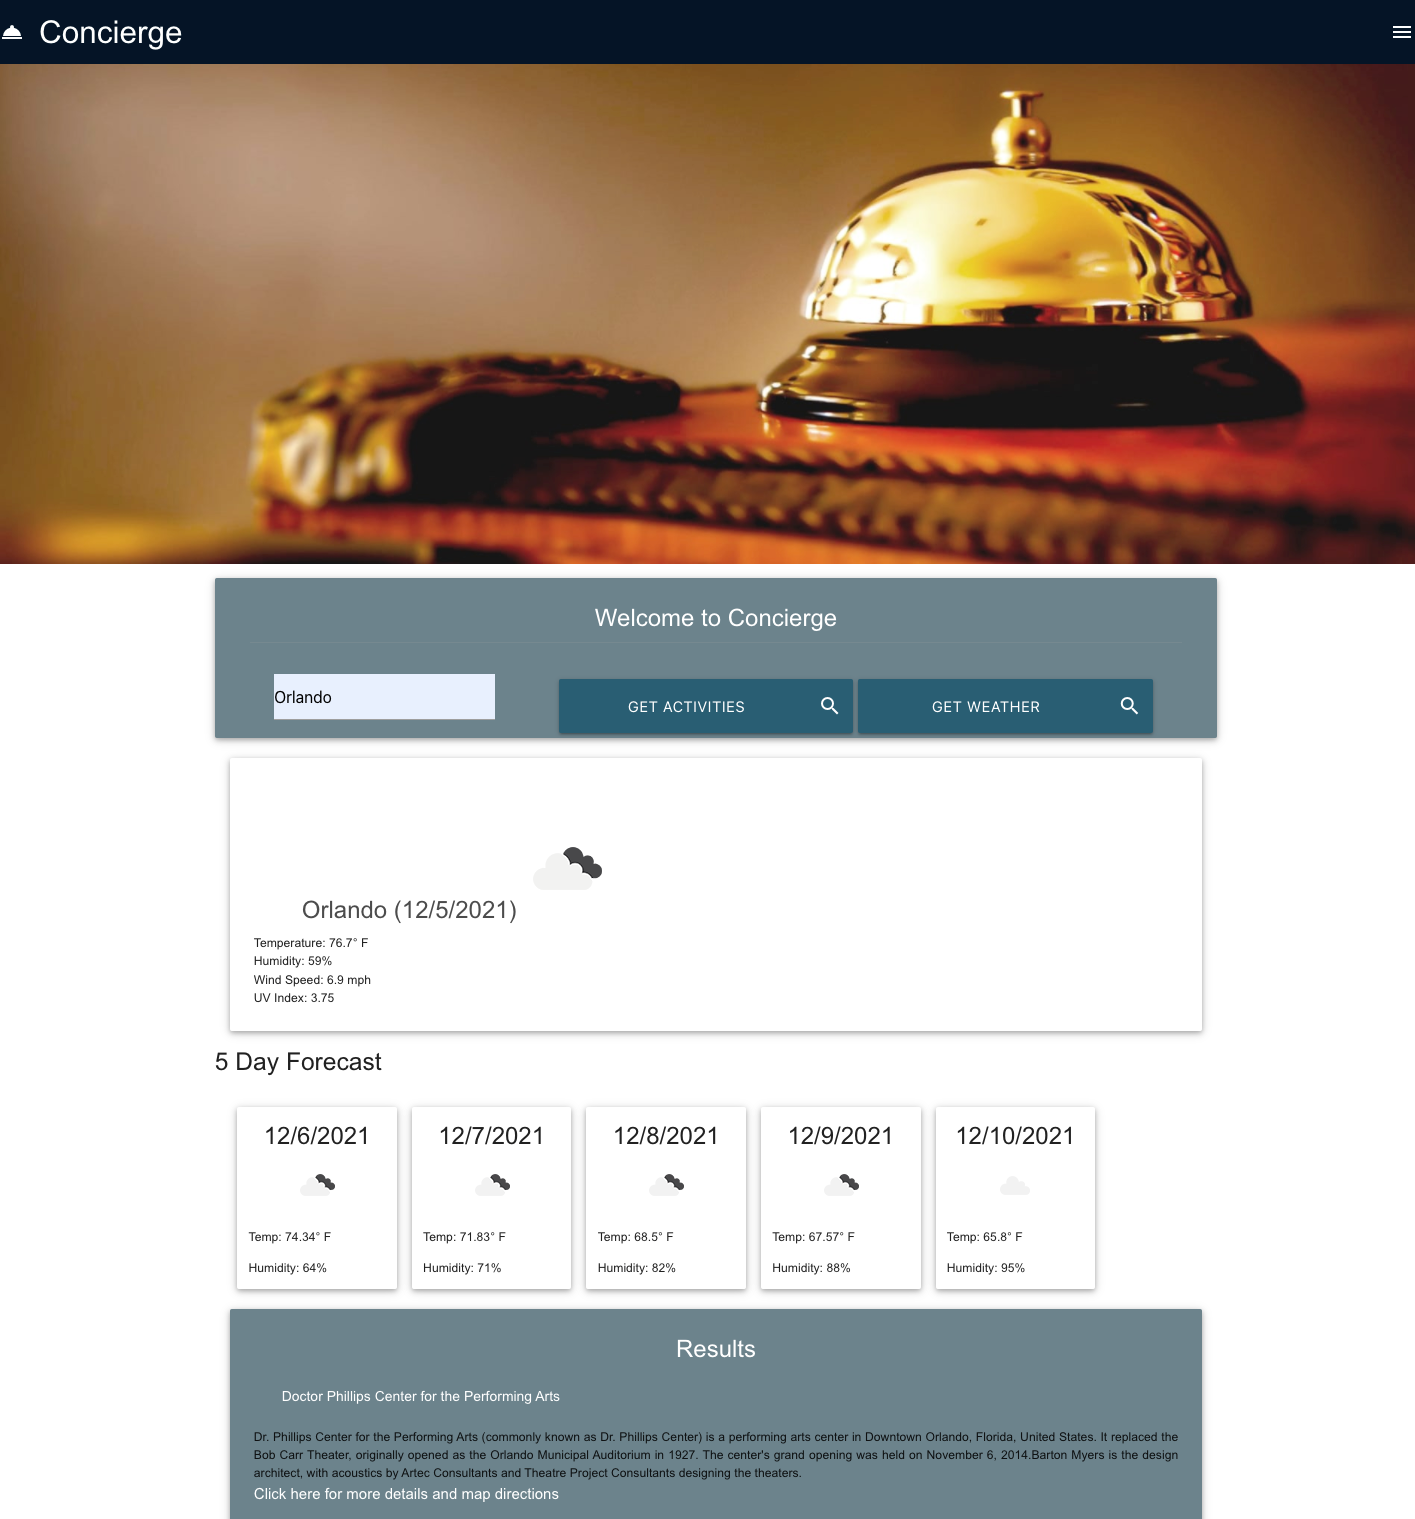 Concierge
Welcome to Concierge
Orlando
GET ACTIVITIES
GET WEATHER
Orlando (12/5/2021)
Temperature: 76.7° F
Humidity: 59%
Wind Speed: 6.9 mph
UV Index: 3.75
5 Day Forecast
12/6/2021
Temp: 74.34° F
Humidity: 64%
12/7/2021
Temp: 71.83° F
Humidity: 71%
12/8/2021
Temp: 68.5° F
Humidity: 82%
12/9/2021
Temp: 67.57° F
Humidity: 88%
12/10/2021
Temp: 65.8° F
Humidity: 95%
Results
Doctor Phillips Center for the Performing Arts
Dr. Phillips Center for the Performing Arts (commonly known as Dr. Phillips Center) is a performing arts center in Downtown Orlando, Florida, United States. It replaced the
Bob Carr Theater, originally opened as the Orlando Municipal Auditorium in 1927. The center's grand opening was held on November 6, 2014.Barton Myers is the design
architect, with acoustics by Artec Consultants and Theatre Project Consultants designing the theaters.
Click here for more details and map directions